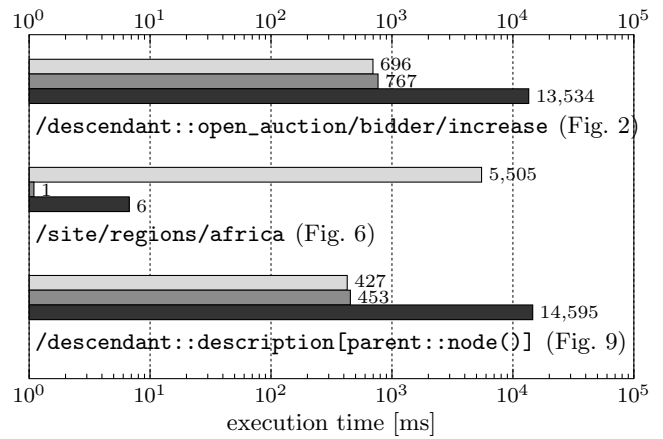 10^0 10^1 10^2 10^3 10^4 10^5
696
767
13,534
/descendant::open_auction/bidder/increase (Fig. 2)
5,505
1
6
/site/regions/africa (Fig. 6)
427
453
14,595
/descendant::description[parent::node()] (Fig. 9)
10^0 10^1 10^2 10^3 10^4 10^5
execution time [ms]